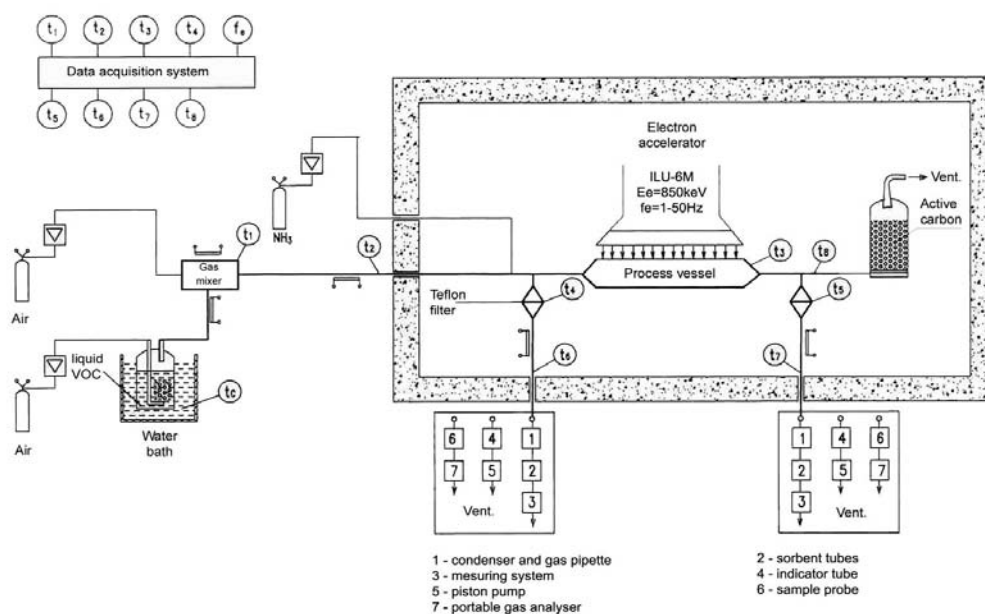 t1 t2 t3 t4 fe
Data acquisition system
t5 t6 t7 t8
Electron
accelerator
ILU-6M
Ee=850keV
fe=1-50Hz
Vent.
Active
carbon
NH3
t1
t2
t3
t8
Gas
mixer
Process vessel
Teflon
filter
t4
t5
Air
liquid
VOC
t6
t7
tc
Air
Water
bath
6 4 1
7 5 2
3
Vent.
1 4 6
2 5 7
3
Vent.
1 - condenser and gas pipette
3 - mesuring system
5 - piston pump
7 - portable gas analyser
2 - sorbent tubes
4 - indicator tube
6 - sample probe